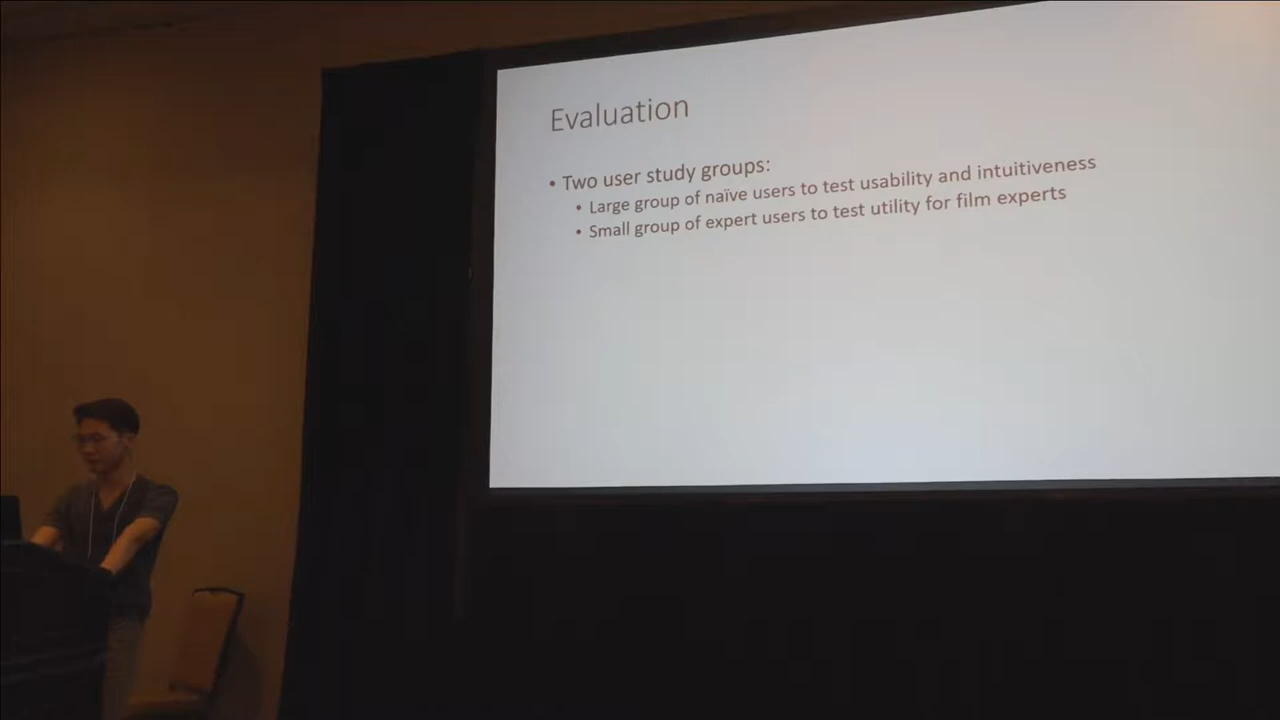 Evaluation
• Two user study groups:
• Large group of naïve users to test usability and intuitiveness
• Small group of expert users to test utility for film experts